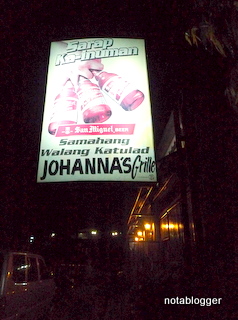 Sarap
Ka-Inuman
San Miguel BEER
Samahang
Walang Katulad
JOHANNA'S Grille
notablogger